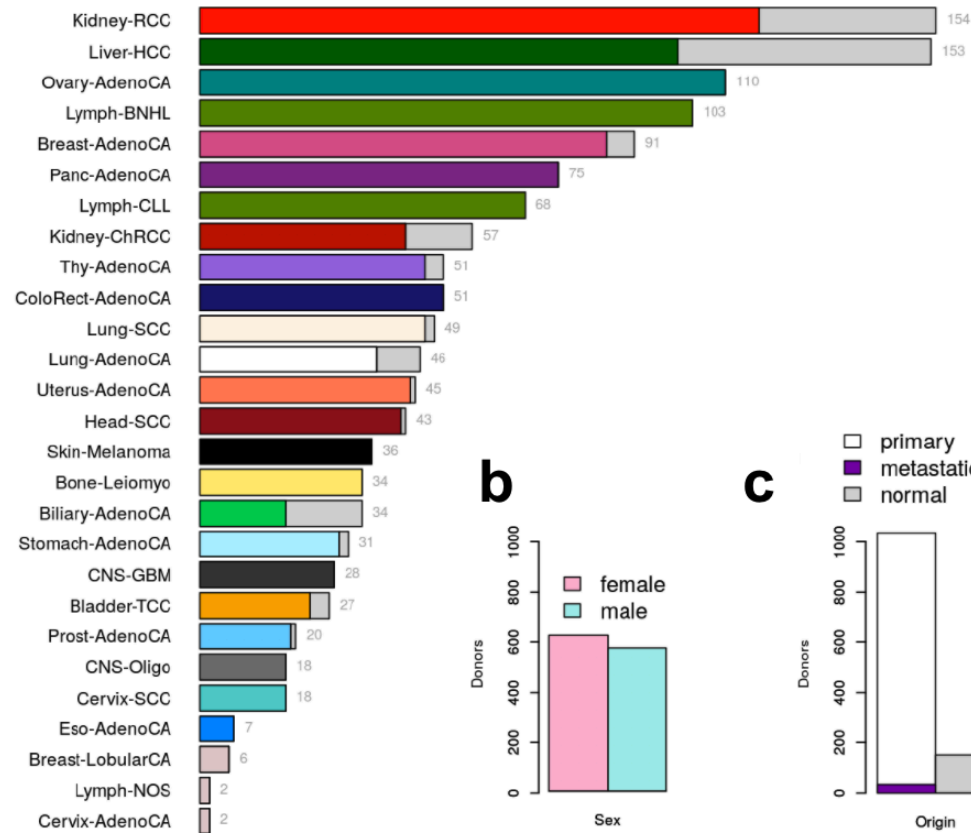 Kidney-RCC 154
Liver-HCC 153
Ovary-AdenoCA 110
Lymph-BNHL 103
Breast-AdenoCA 91
Panc-AdenoCA 75
Lymph-CLL 68
Kidney-ChRCC 57
Thy-AdenoCA 51
ColoRect-AdenoCA 51
Lung-SCC 49
Lung-AdenoCA 46
Uterus-AdenoCA 45
Head-SCC 43
Skin-Melanoma 36
Bone-Leiomyo 34
Biliary-AdenoCA 34
Stomach-AdenoCA 31
CNS-GBM 28
Bladder-TCC 27
Prost-AdenoCA 20
CNS-Oligo 18
Cervix-SCC 18
Eso-AdenoCA 7
Breast-LobularCA 6
Lymph-NOS 2
Cervix-AdenoCA 2
b
female
male
Donors
1000
800
600
400
200
0
Sex
c
primary
metastatic
normal
Donors
1000
800
600
400
200
0
Origin